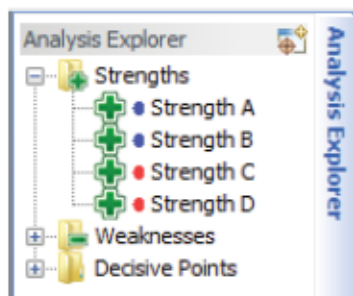 Analysis Explorer
Strengths
Strength A
Strength B
Strength C
Strength D
Weaknesses
Decisive Points
Analysis Explorer